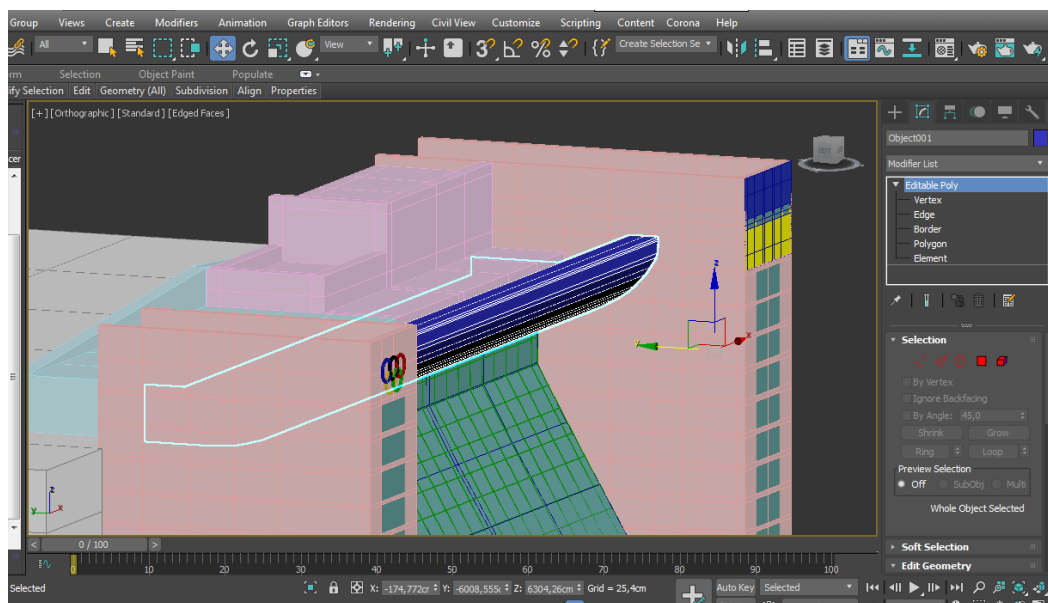 Group Views Create Modifiers Animation Graph Editors Rendering Civil View Customize Scripting Content Corona Help
All View Create Selection Se
Selection Object Paint Populate
Selection Edit Geometry (All) Subdivision Align Properties
[+] [Orthographic] [Standard] [Edged Faces]
Object001
Modifier List
Editable Poly
Vertex
Edge
Border
Polygon
Element
Selection
By Vertex
Ignore Backfacing
By Angle: 45,0
Shrink Grow
Ring Loop
Preview Selection
Off SubObj Multi
Whole Object Selected
Soft Selection
Edit Geometry
z
x
y
z
x
y
< 0 / 100 >
0 10 20 30 40 50 60 70 80 90 100
Selected X: -174,772cr Y: -6008,555 Z: 6304,26cm Grid = 25,4cm Auto Key Selected